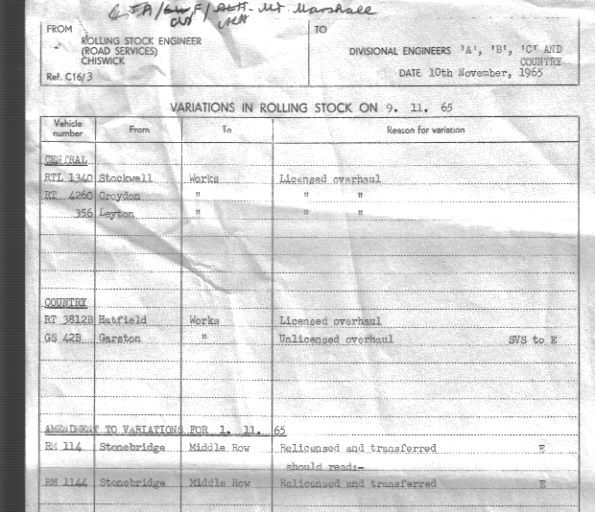 Mr Marshall
FROM
ROLLING STOCK ENGINEER
(ROAD SERVICES)
CHISWICK
Ref. C16/3
TO
DIVISIONAL ENGINEERS 'A', 'B', 'C' AND
COUNTRY
DATE 10th November, 1965
VARIATIONS IN ROLLING STOCK ON 9. 11. 65
Vehicle number From To Reason for variation
CENTRAL
RTL 1340 Stockwell Works Licensed overhaul
RT 4260 Croydon " " "
356 Leyton " " "
COUNTRY
RT 3812B Hatfield Works Licensed overhaul
GS 42B Garston " Unlicensed overhaul SVS to E
AMENDMENT TO VARIATIONS FOR 1. 11. 65
RM 114 Stonebridge Middle Row Relicensed and transferred E
should read:-
RM 1144 Stonebridge Middle Row Relicensed and transferred E